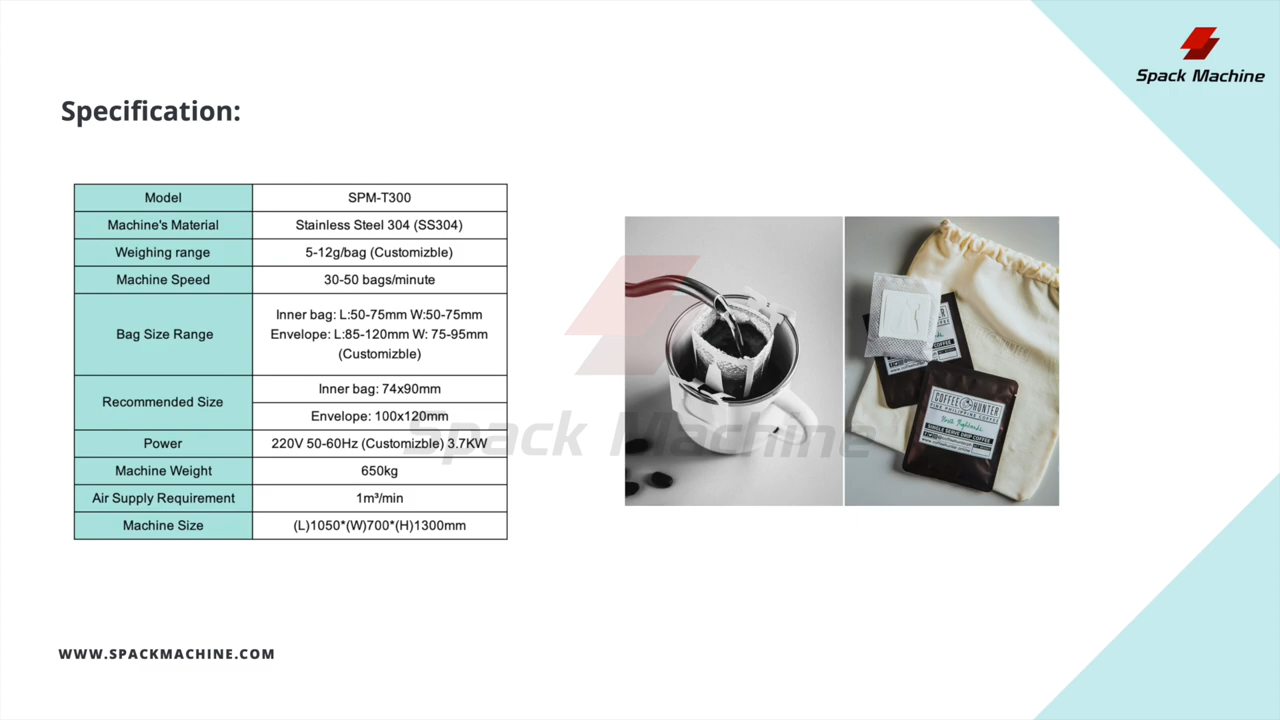 Spack Machine
Specification:
Model SPM-T300
Machine's Material Stainless Steel 304 (SS304)
Weighing range 5-12g/bag (Customizble)
Machine Speed 30-50 bags/minute
Bag Size Range Inner bag: L:50-75mm W:50-75mm
Envelope: L:85-120mm W: 75-95mm
(Customizble)
Recommended Size Inner bag: 74x90mm
Envelope: 100x120mm
Power 220V 50-60Hz (Customizble) 3.7KW
Machine Weight 650kg
Air Supply Requirement 1m³/min
Machine Size (L)1050*(W)700*(H)1300mm
Spack Machine
COFFEE HUNTER
FINE PHILIPPINE COFFEE
SINGLE SERVE DRIP COFFEE
WWW.SPACKMACHINE.COM